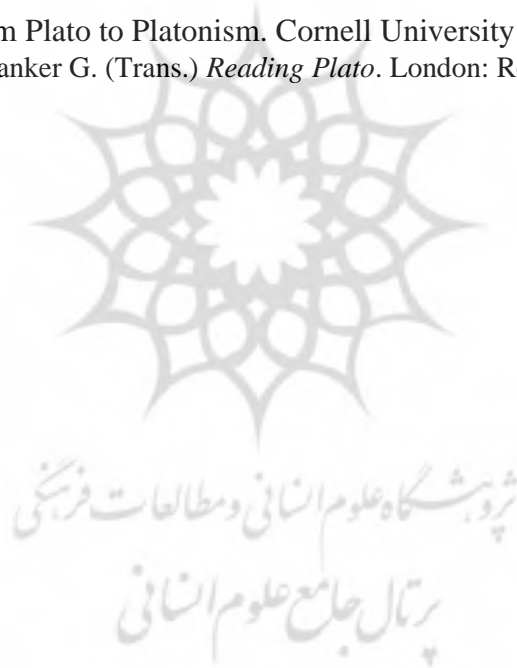 m Plato to Platonism. Cornell University
anker G. (Trans.) Reading Plato. London: R
پژوهشگاه علوم انسانی و مطالعات فرهنگی
پرتال جامع علوم انسانی